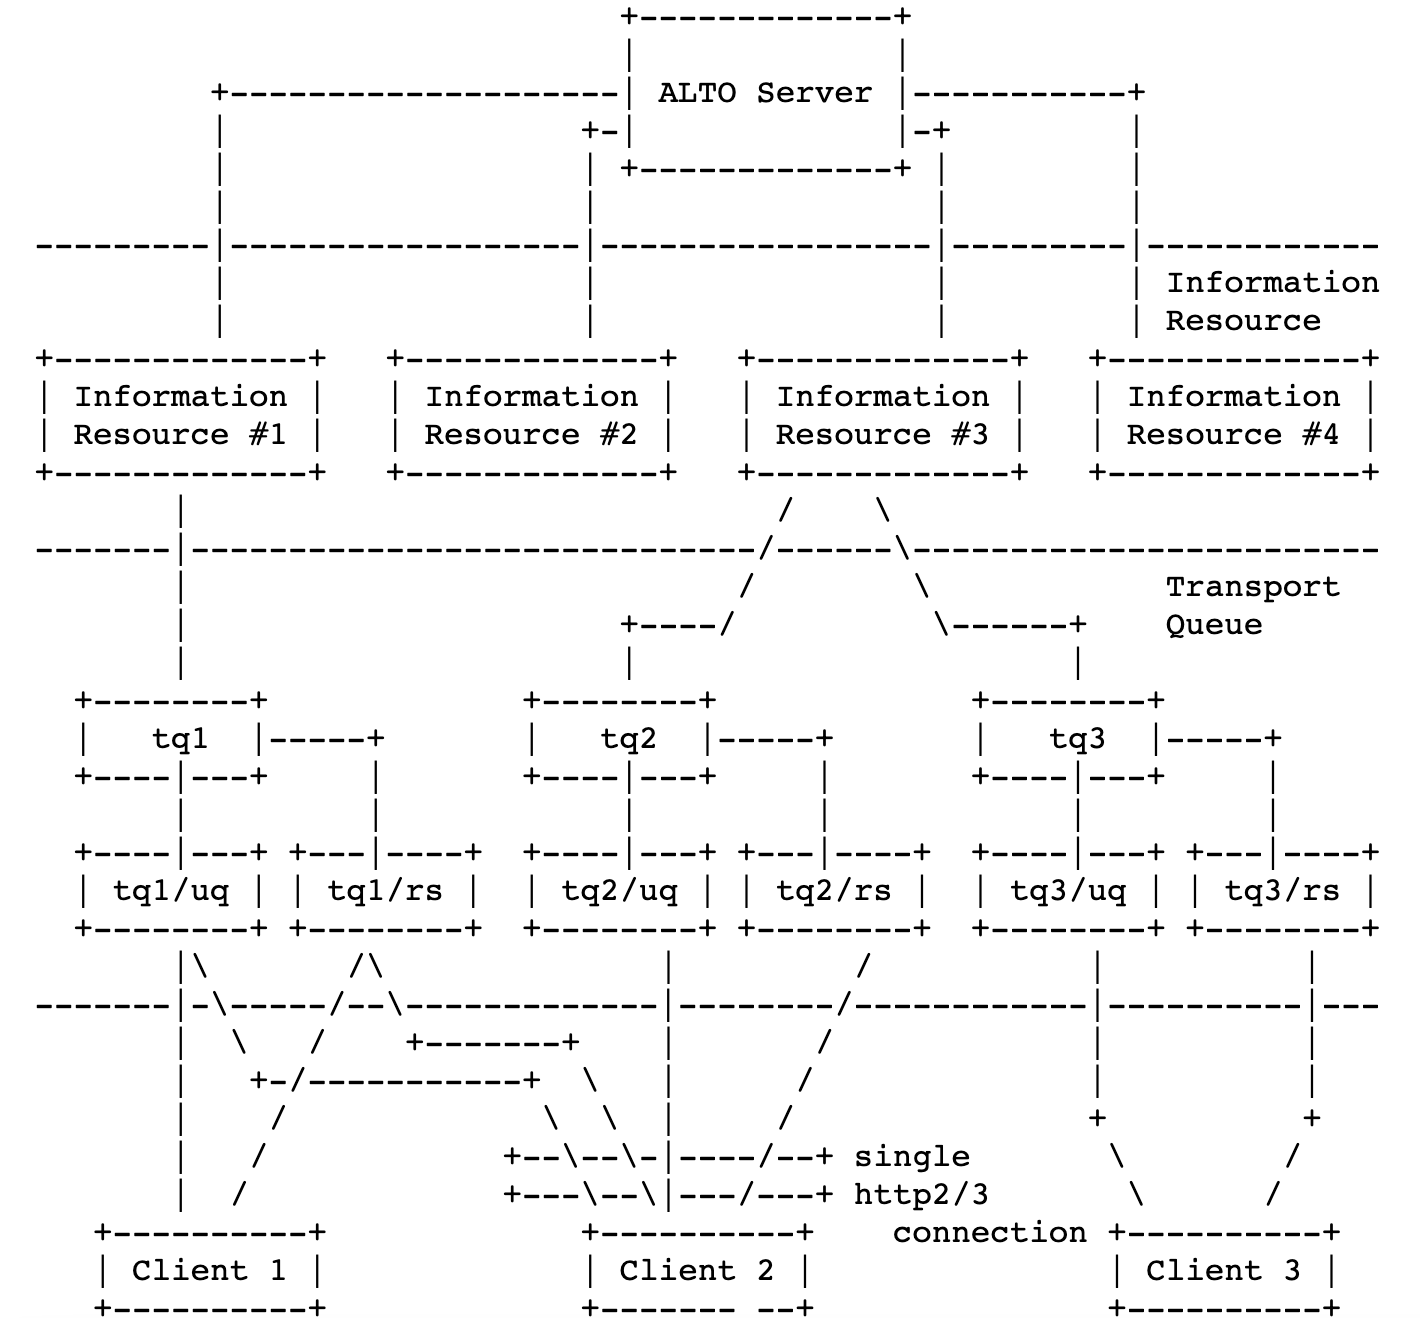 ALTO Server
Information
Resource
Information Information Information Information
Resource #1 Resource #2 Resource #3 Resource #4
Transport
Queue
tq1 tq2 tq3
tq1/uq tq1/rs tq2/uq tq2/rs tq3/uq tq3/rs
single
http2/3
connection
Client 1 Client 2 Client 3